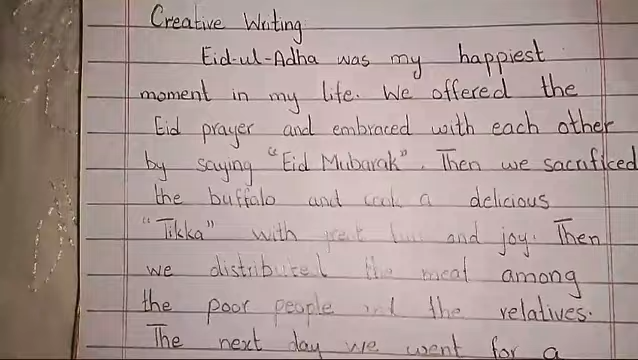 Creative Writing
Eid-ul-Adha was my happiest
moment in my life. We offered the
Eid prayer and embraced with each other
by saying "Eid Mubarak". Then we sacrificed
the buffalo and cook a delicious
"Tikka" with great fun and joy. Then
we distributed the meat among
the poor people and the relatives.
The next day we went for a